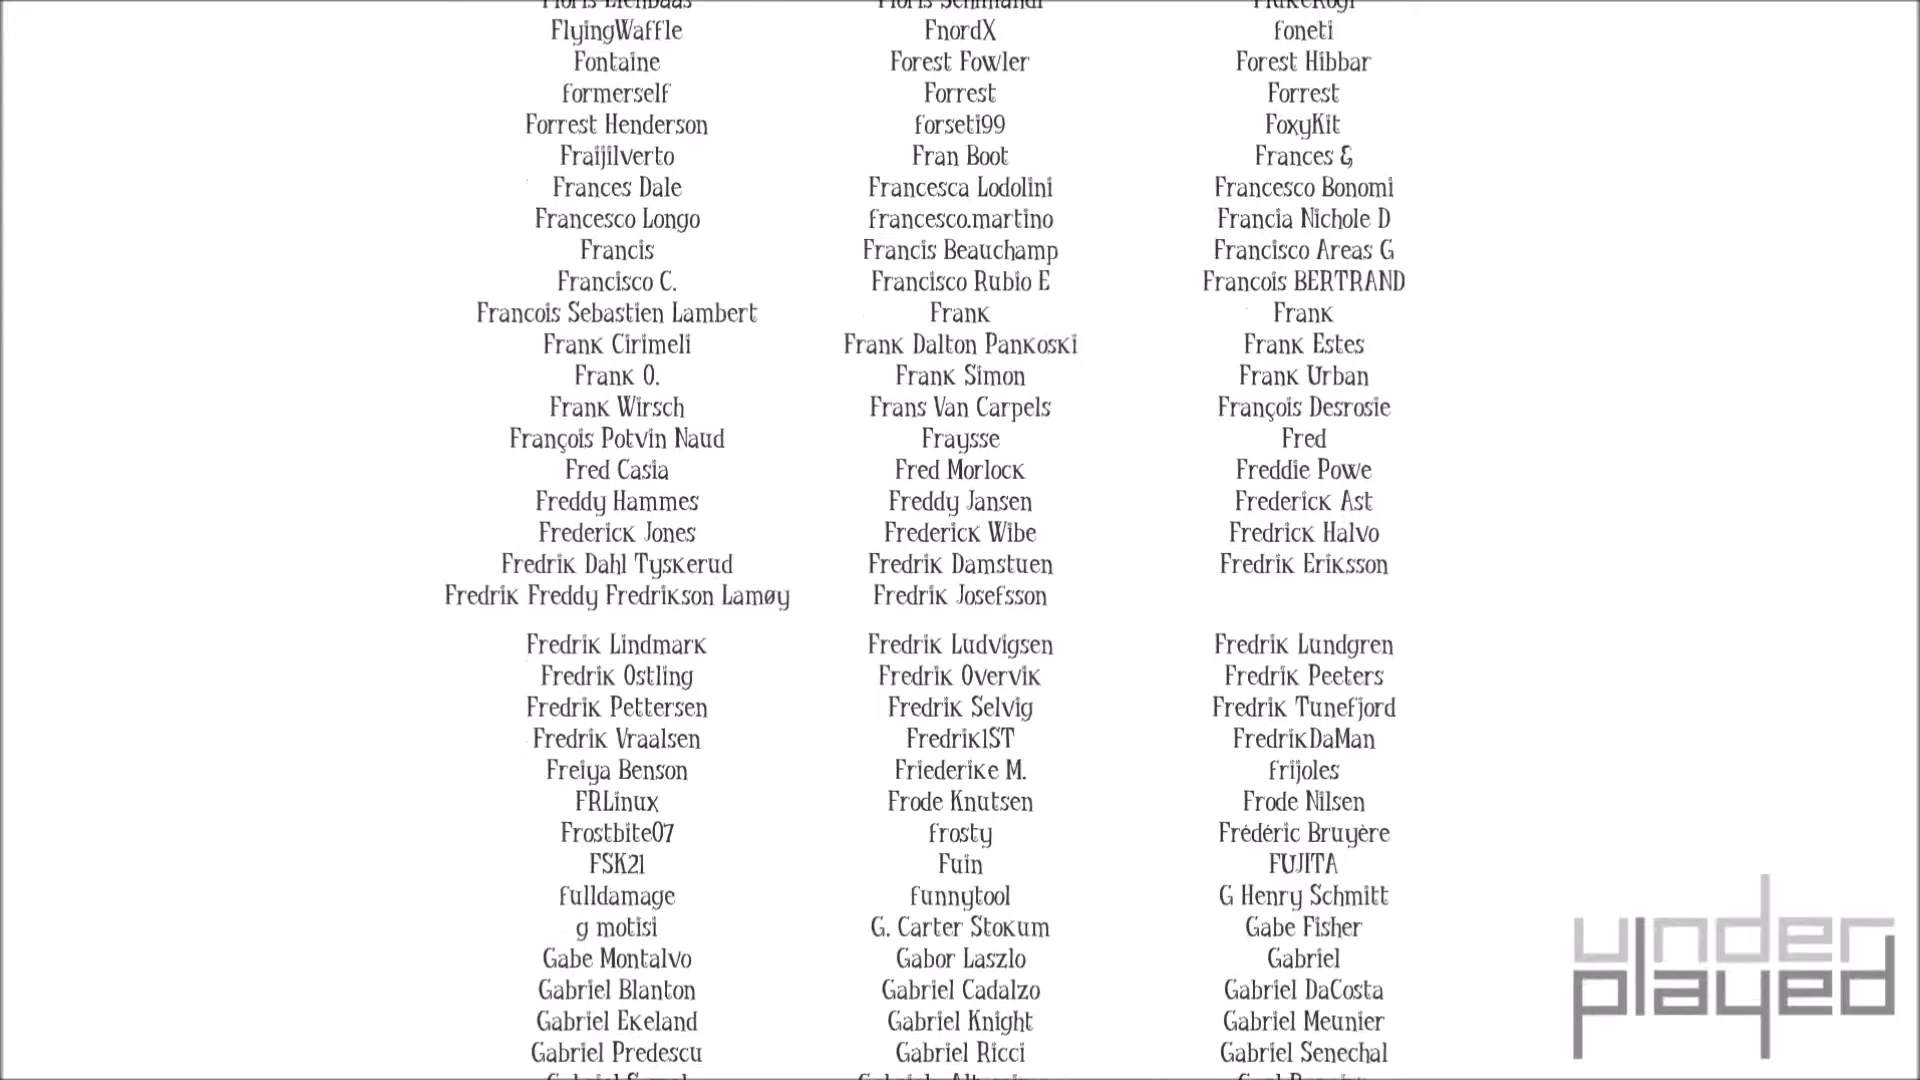 FlyingWaffle FnordX foneti
Fontaine Forest Fowler Forest Hibbar
formerself Forrest Forrest
Forrest Henderson forseti99 FoxyKit
Fraijilverto Fran Boot Frances &
Frances Dale Francesca Lodolini Francesco Bonomi
Francesco Longo francesco.martino Francia Nichole D
Francis Francis Beauchamp Francisco Areas G
Francisco C. Francisco Rubio E Francois BERTRAND
Francois Sebastien Lambert Frank Frank
Frank Cirimeli Frank Dalton Pankoski Frank Estes
Frank O. Frank Simon Frank Urban
Frank Wirsch Frans Van Carpels François Desrosie
François Potvin Naud Fraysse Fred
Fred Casia Fred Morlock Freddie Powe
Freddy Hammes Freddy Jansen Frederick Ast
Frederick Jones Frederick Wibe Fredrick Halvo
Fredrik Dahl Tyskerud Fredrik Damstuen Fredrik Eriksson
Fredrik Freddy Fredrikson Lamøy Fredrik Josefsson
Fredrik Lindmark Fredrik Ludvigsen Fredrik Lundgren
Fredrik Ostling Fredrik Overvik Fredrik Peeters
Fredrik Pettersen Fredrik Selvig Fredrik Tunefjord
Fredrik Vraalsen Fredrik1ST FredrikDaMan
Freiya Benson Friederike M. frijoles
FRLinux Frode Knutsen Frode Nilsen
Frostbite07 frosty Frédéric Bruyère
FSK21 Fuin FUJITA
fulldamage funnytool G Henry Schmitt
g motisi G. Carter Stokum Gabe Fisher
Gabe Montalvo Gabor Laszlo Gabriel
Gabriel Blanton Gabriel Cadalzo Gabriel DaCosta
Gabriel Ekeland Gabriel Knight Gabriel Meunier
Gabriel Predescu Gabriel Ricci Gabriel Senechal
under
played